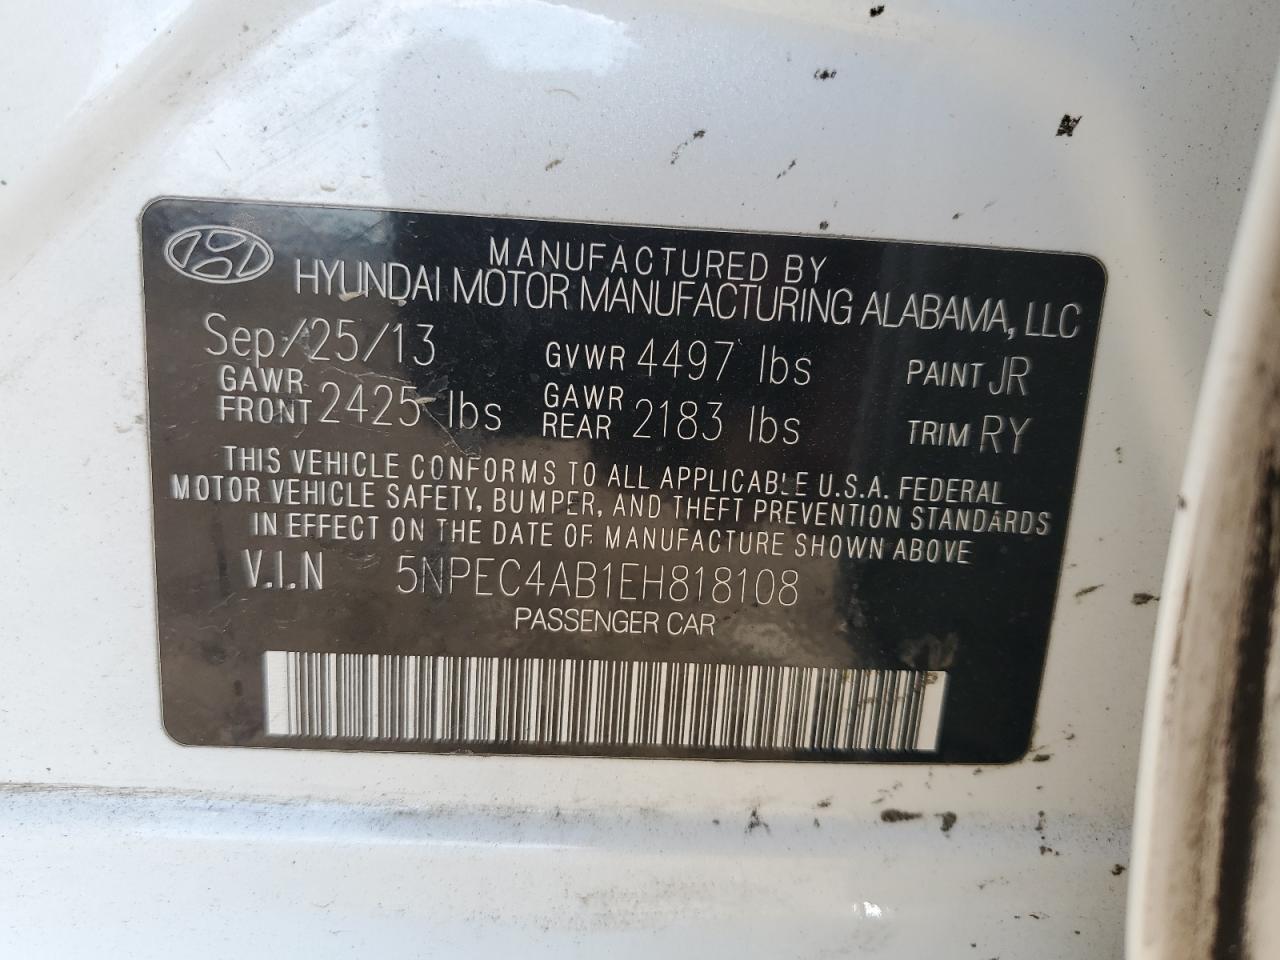 MANUFACTURED BY
HYUNDAI MOTOR MANUFACTURING ALABAMA, LLC
Sep/25/13 GVWR 4497 lbs PAINT JR
GAWR FRONT 2425 lbs GAWR REAR 2183 lbs TRIM RY
THIS VEHICLE CONFORMS TO ALL APPLICABLE U.S.A. FEDERAL
MOTOR VEHICLE SAFETY, BUMPER, AND THEFT PREVENTION STANDARDS
IN EFFECT ON THE DATE OF MANUFACTURE SHOWN ABOVE
V.I.N 5NPEC4AB1EH818108
PASSENGER CAR